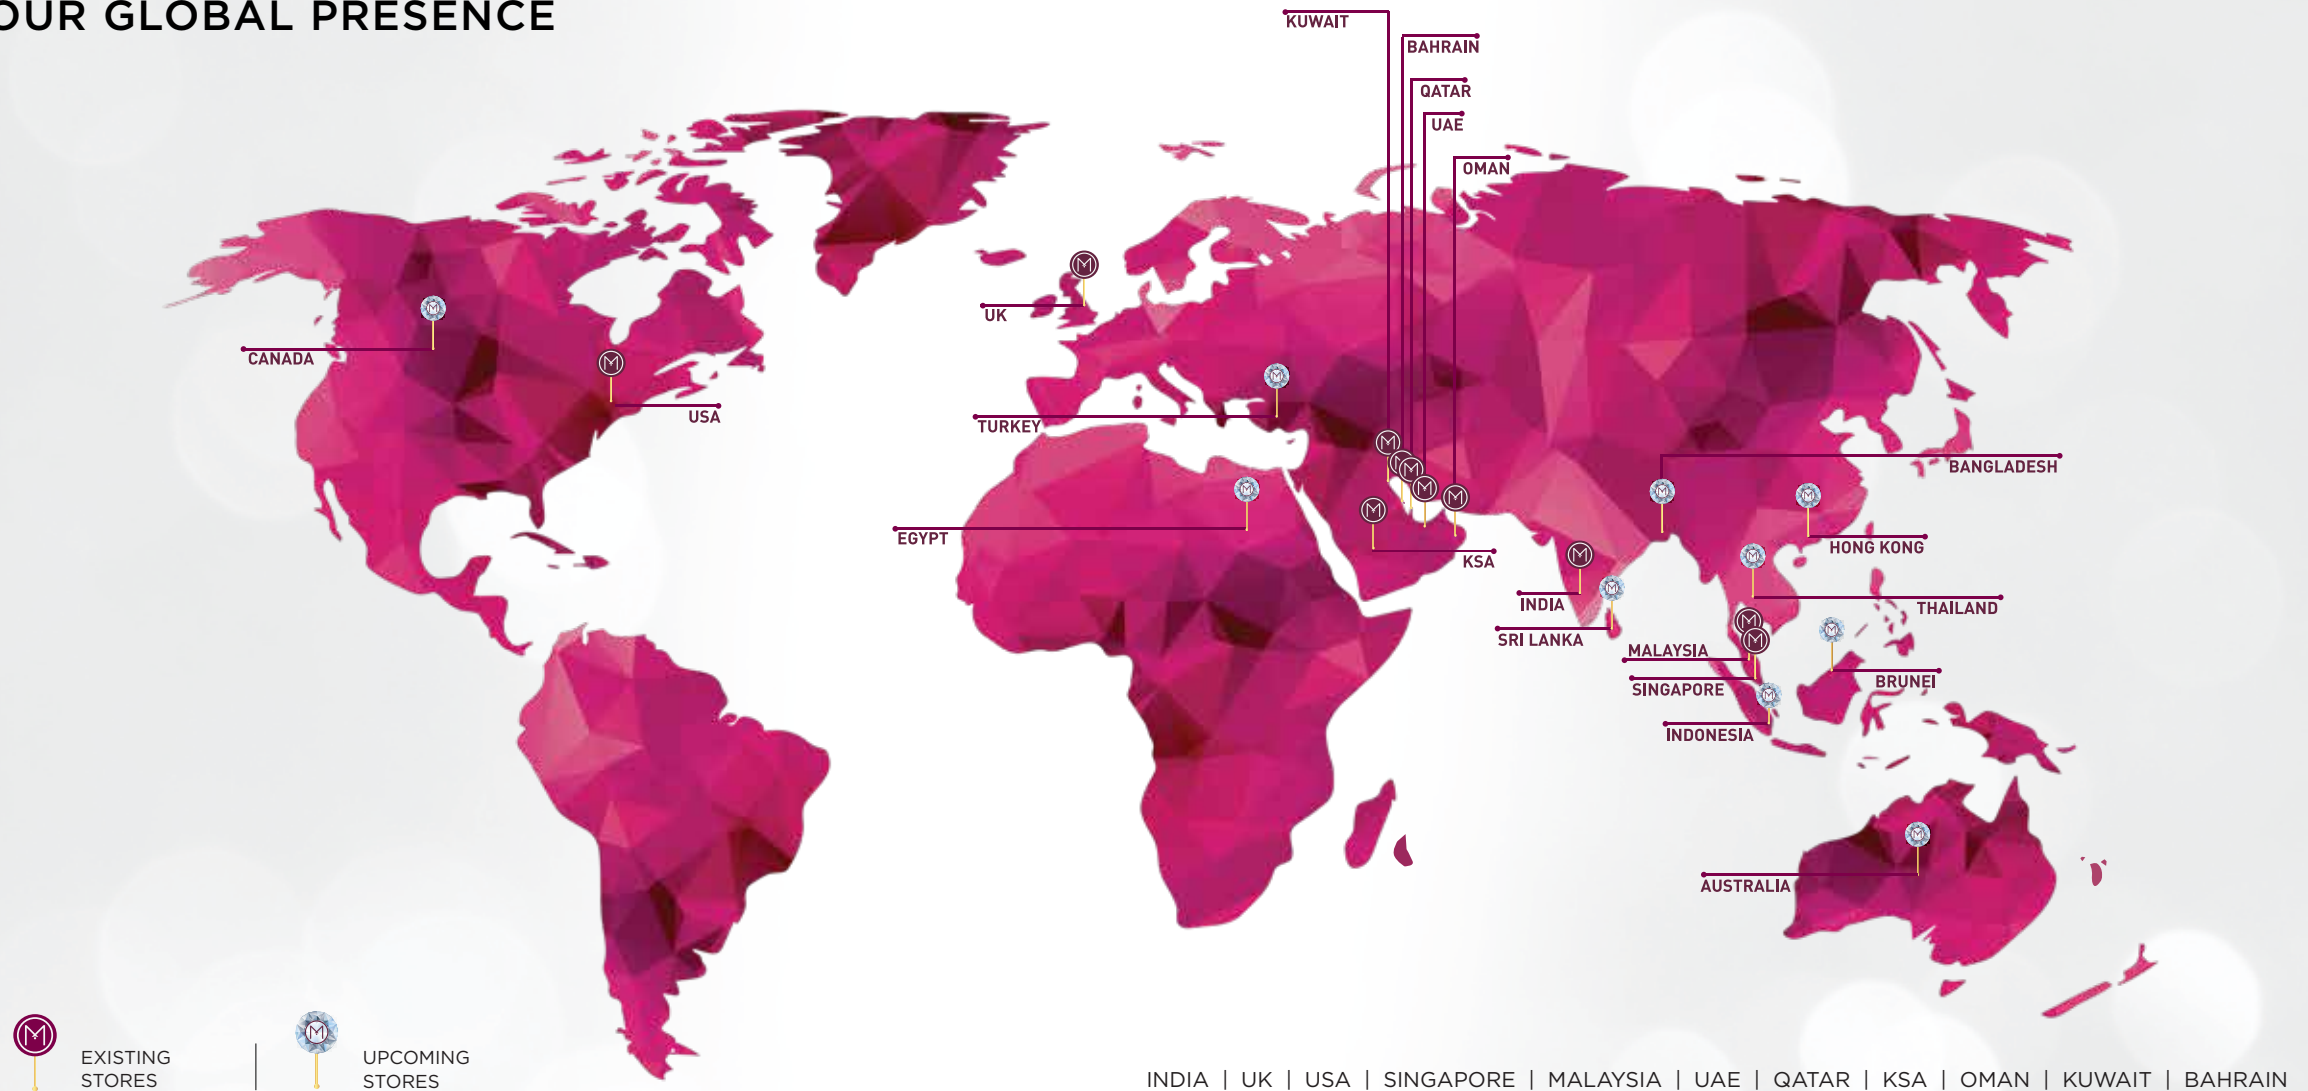 OUR GLOBAL PRESENCE
KUWAIT
BAHRAIN
QATAR
UAE
OMAN
UK
CANADA
USA
TURKEY
BANGLADESH
EGYPT
HONG KONG
KSA
INDIA
THAILAND
SRI LANKA
MALAYSIA
BRUNEI
SINGAPORE
INDONESIA
AUSTRALIA
EXISTING
STORES
UPCOMING
STORES
INDIA | UK | USA | SINGAPORE | MALAYSIA | UAE | QATAR | KSA | OMAN | KUWAIT | BAHRAIN